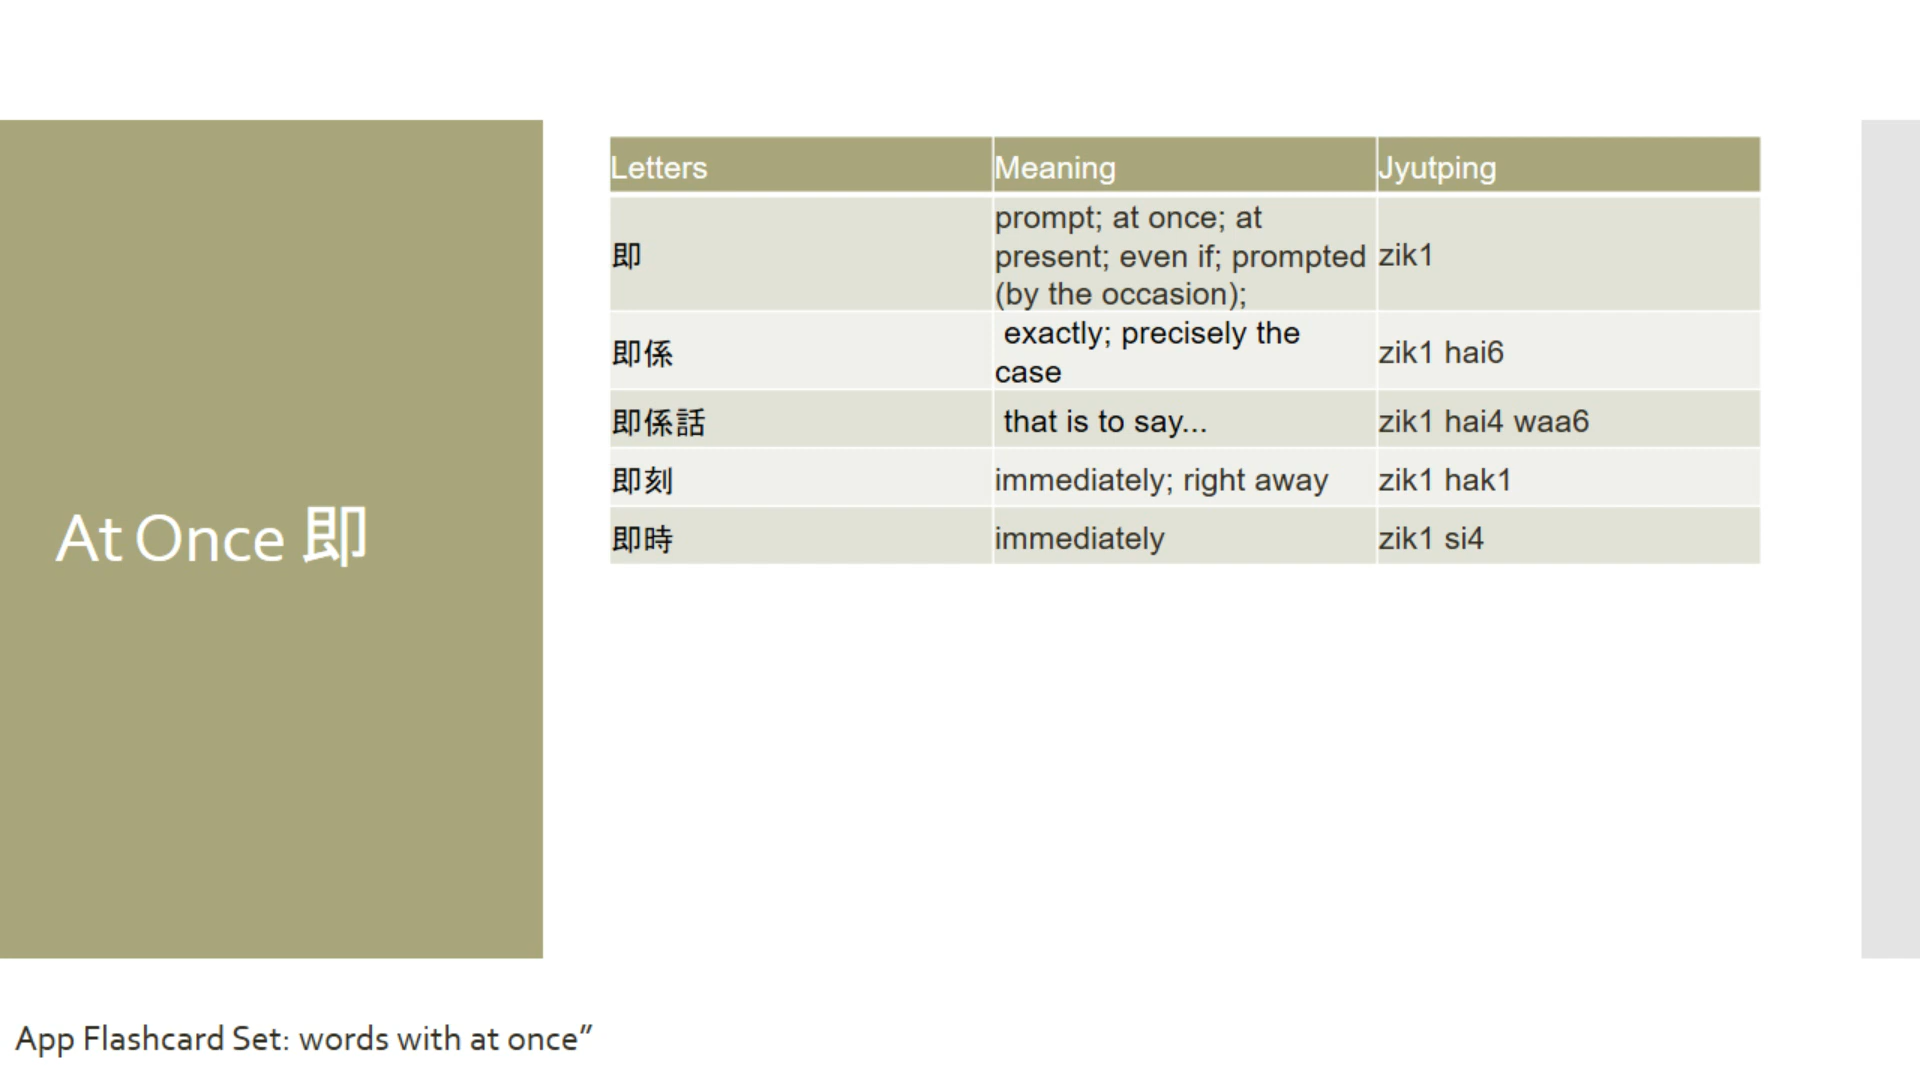 At Once 即
Letters Meaning Jyutping
即 prompt; at once; at present; even if; prompted (by the occasion); zik1
即係 exactly; precisely the case zik1 hai6
即係話 that is to say... zik1 hai4 waa6
即刻 immediately; right away zik1 hak1
即時 immediately zik1 si4
App Flashcard Set: words with at once”